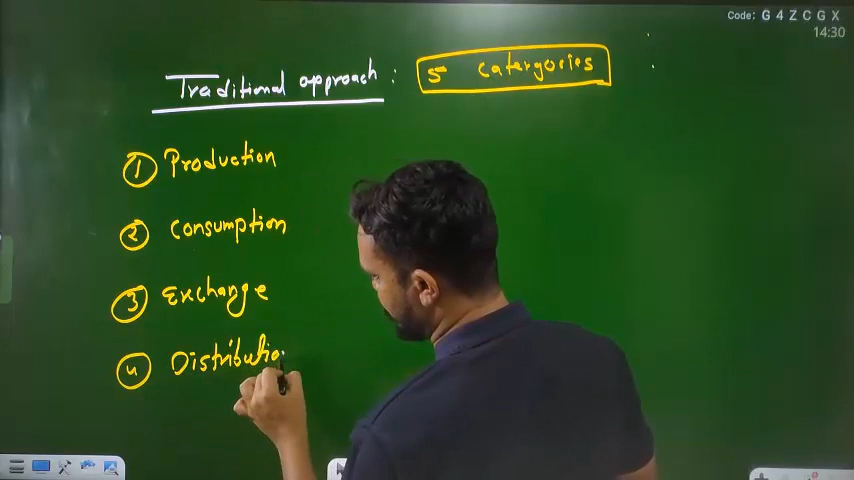 Code: G 4 Z C G X
14:30
Traditional approach : 5 catergories
1 Production
2 Consumption
3 Exchange
4 Distributio